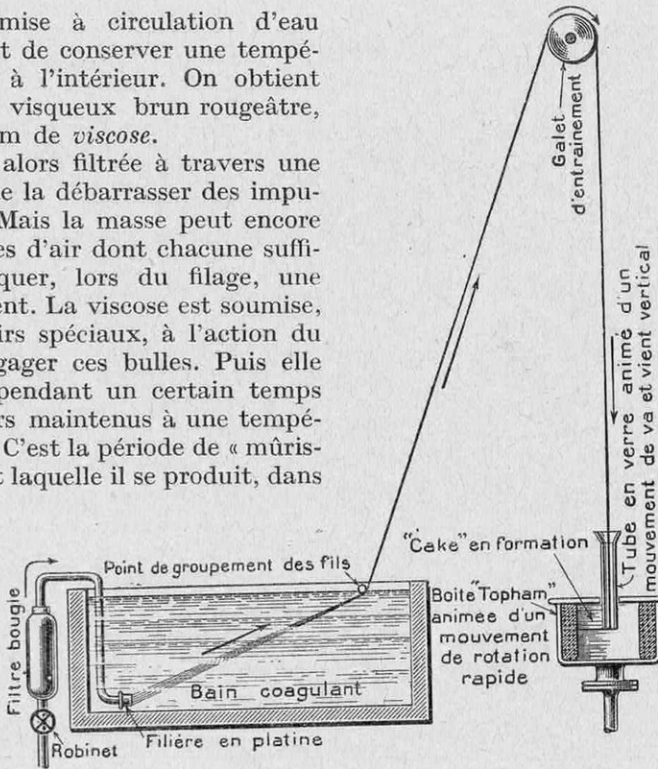 mise à circulation d'eau
t de conserver une tempé-
à l'intérieur. On obtient
visqueux brun rougeâtre,
m de viscose.
alors filtrée à travers une
e la débarrasser des impu-
Mais la masse peut encore
es d'air dont chacune suffi-
quer, lors du filage, une
ent. La viscose est soumise,
irs spéciaux, à l'action du
gager ces bulles. Puis elle
pendant un certain temps
rs maintenus à une tempé-
C'est la période de « mûris-
t laquelle il se produit, dans
Galet
d'entrainement
Tube en verre animé d'un
mouvement de va et vient vertical
"Cake" en formation
Point de groupement des fils
Boite "Topham"
animée d'un
mouvement
de rotation
rapide
Filtre bougie
Bain coagulant
Robinet
Filière en platine